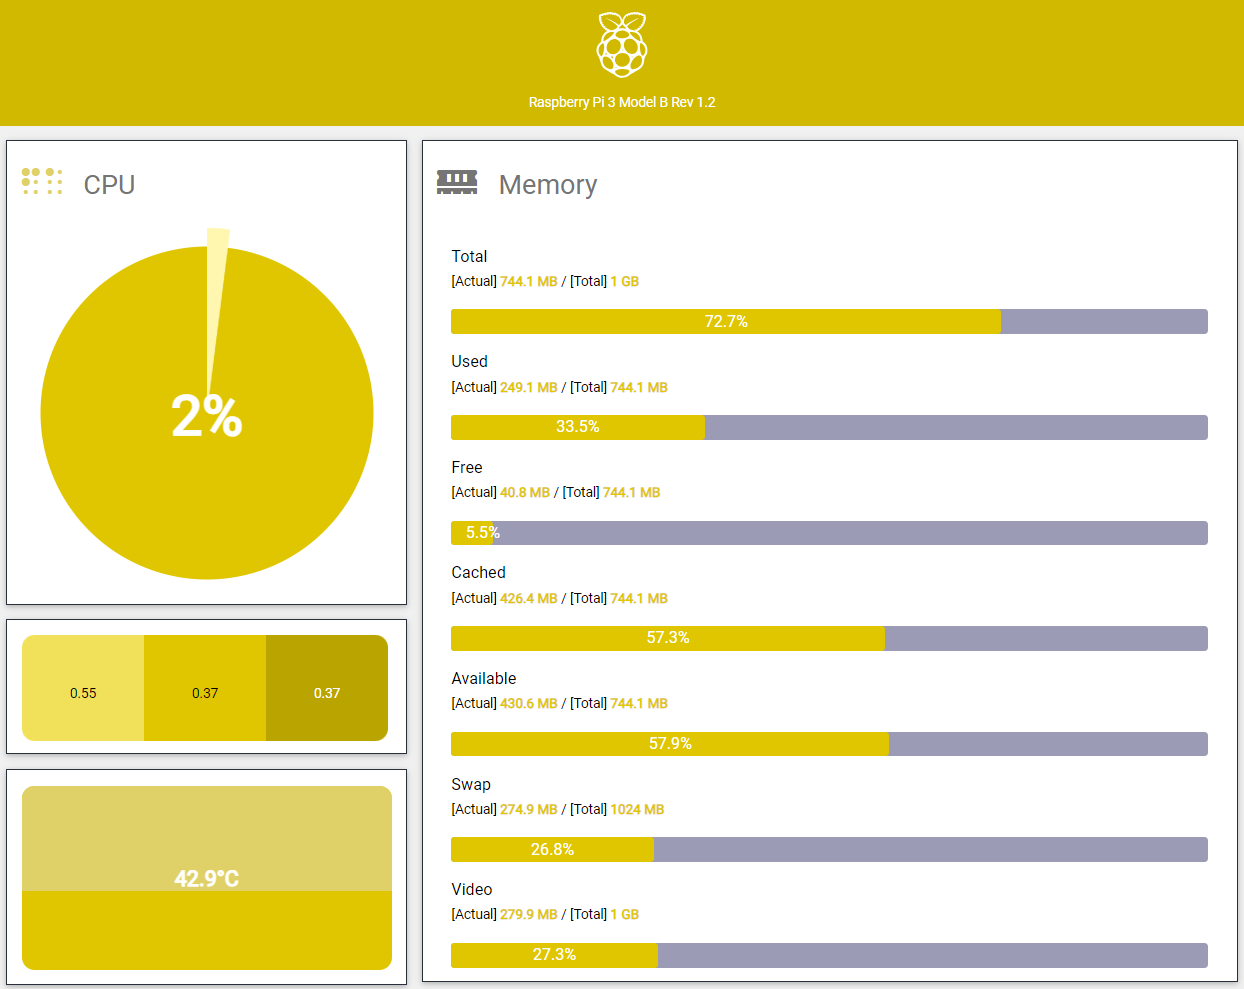 Raspberry Pi 3 Model B Rev 1.2
CPU
2%
0.55 0.37 0.37
42.9°C
Memory
Total
[Actual] 744.1 MB / [Total] 1 GB
72.7%
Used
[Actual] 249.1 MB / [Total] 744.1 MB
33.5%
Free
[Actual] 40.8 MB / [Total] 744.1 MB
5.5%
Cached
[Actual] 426.4 MB / [Total] 744.1 MB
57.3%
Available
[Actual] 430.6 MB / [Total] 744.1 MB
57.9%
Swap
[Actual] 274.9 MB / [Total] 1024 MB
26.8%
Video
[Actual] 279.9 MB / [Total] 1 GB
27.3%